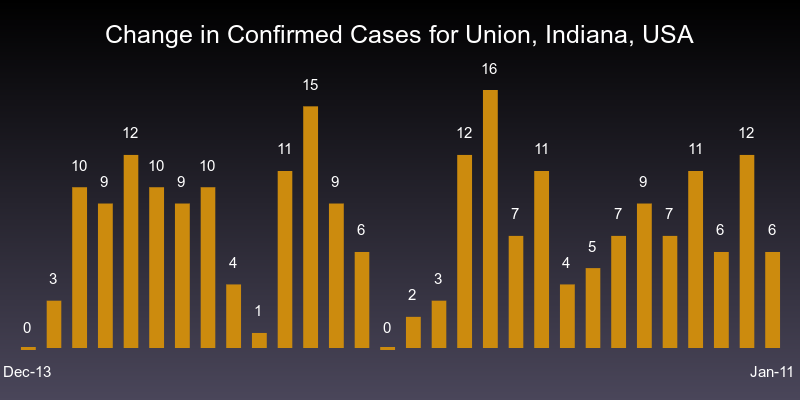 Change in Confirmed Cases for Union, Indiana, USA
0 3 10 9 12 10 9 10 4 1 11 15 9 6 0 2 3 12 16 7 11 4 5 7 9 7 11 6 12 6
Dec-13 Jan-11